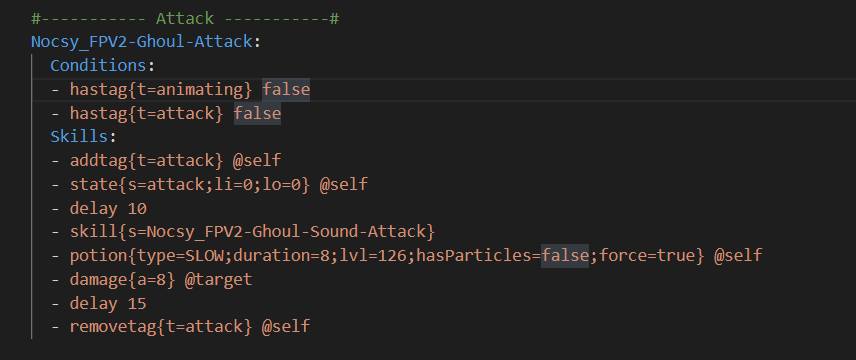 #----------- Attack -----------#
Nocsy_FPV2-Ghoul-Attack:
  Conditions:
  - hastag{t=animating} false
  - hastag{t=attack} false
  Skills:
  - addtag{t=attack} @self
  - state{s=attack;li=0;lo=0} @self
  - delay 10
  - skill{s=Nocsy_FPV2-Ghoul-Sound-Attack}
  - potion{type=SLOW;duration=8;lvl=126;hasParticles=false;force=true} @self
  - damage{a=8} @target
  - delay 15
  - removetag{t=attack} @self